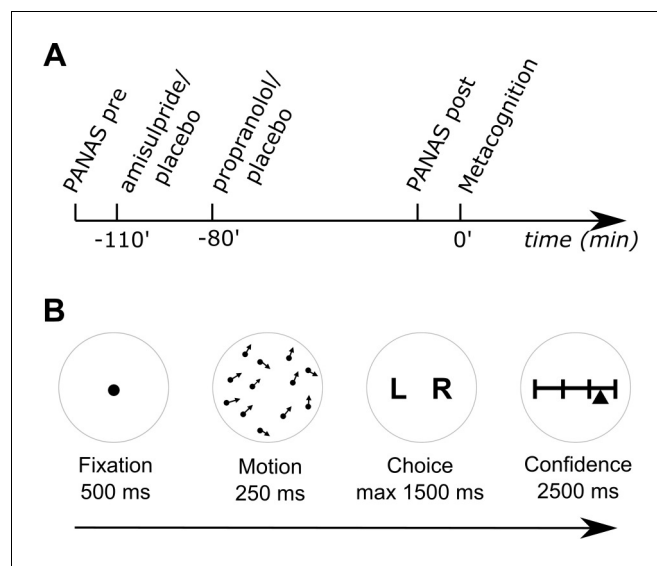 A
PANAS pre
amisulpride/
placebo
propranolol/
placebo
PANAS post
Metacognition
-110'
-80'
0'
time (min)
B
L R
Fixation
500 ms
Motion
250 ms
Choice
max 1500 ms
Confidence
2500 ms